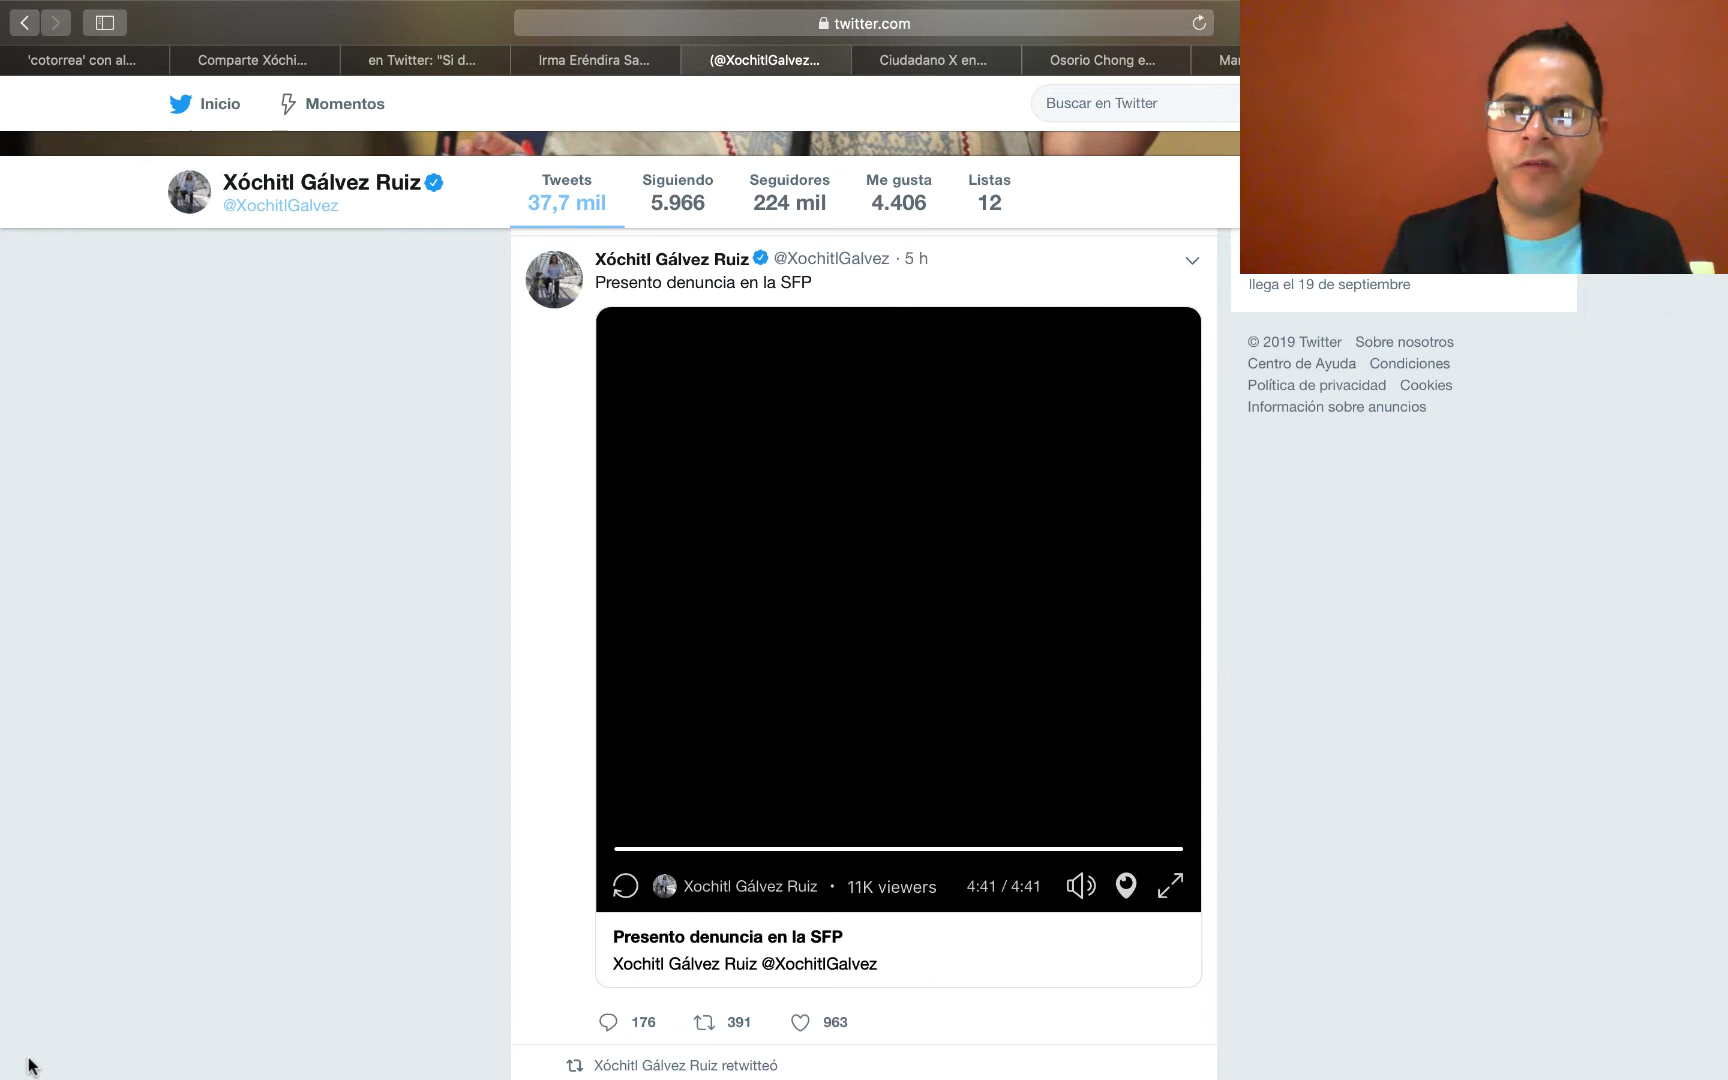 twitter.com
'cotorrea' con al...
Comparte Xóchi...
en Twitter: "Si d...
Irma Eréndira Sa...
(@XochitlGalvez...
Ciudadano X en...
Osorio Chong e...
Mar
Inicio
Momentos
Buscar en Twitter
Xóchitl Gálvez Ruiz
@XochitlGalvez
Tweets
37,7 mil
Siguiendo
5.966
Seguidores
224 mil
Me gusta
4.406
Listas
12
Xóchitl Gálvez Ruiz @XochitlGalvez · 5 h
Presento denuncia en la SFP
Xochitl Gálvez Ruiz • 11K viewers 4:41 / 4:41
Presento denuncia en la SFP
Xochitl Gálvez Ruiz @XochitlGalvez
176 391 963
Xóchitl Gálvez Ruiz retwitteó
llega el 19 de septiembre
© 2019 Twitter Sobre nosotros
Centro de Ayuda Condiciones
Política de privacidad Cookies
Información sobre anuncios